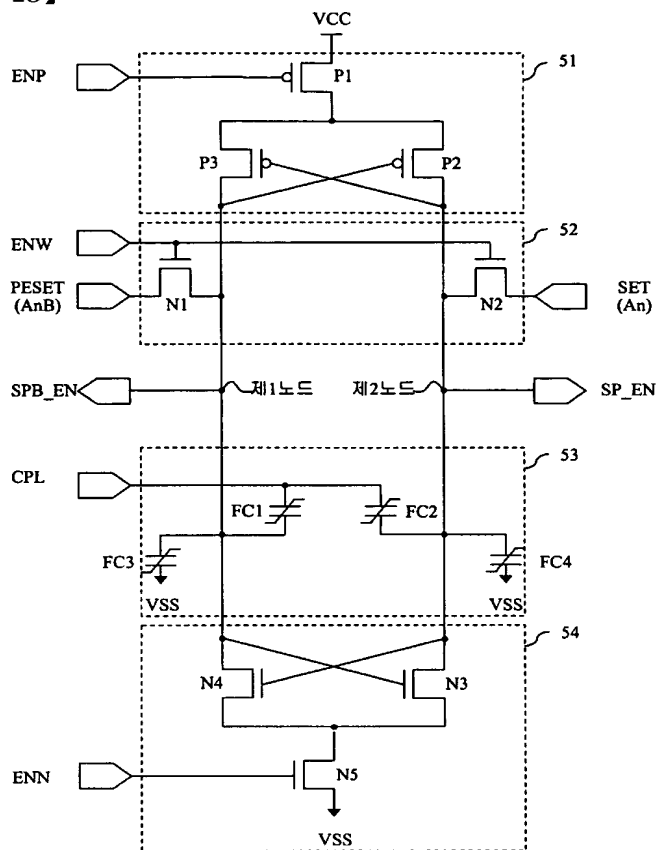 VCC
51
ENP
P1
P3
P2
ENW
52
PESET
(AnB)
N1
N2
SET
(An)
SPB_EN
제1노드
제2노드
SP_EN
53
CPL
FC1
FC2
FC3
FC4
VSS
VSS
54
N4
N3
ENN
N5
VSS